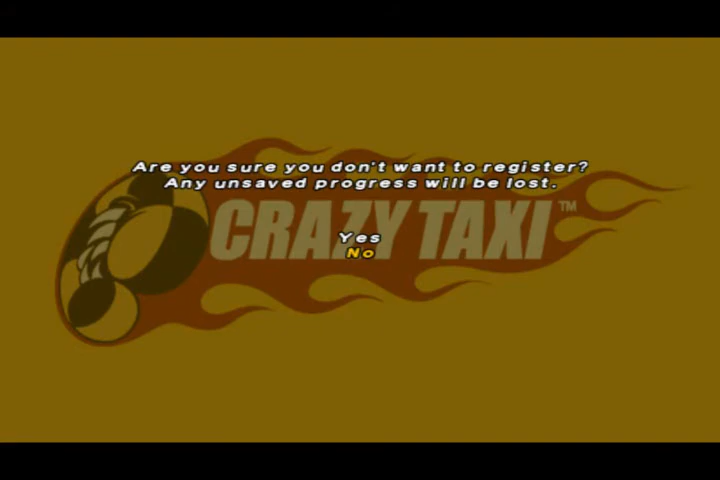 Are you sure you don't want to register?
Any unsaved progress will be lost.
CRAZY TAXI™
Yes
No